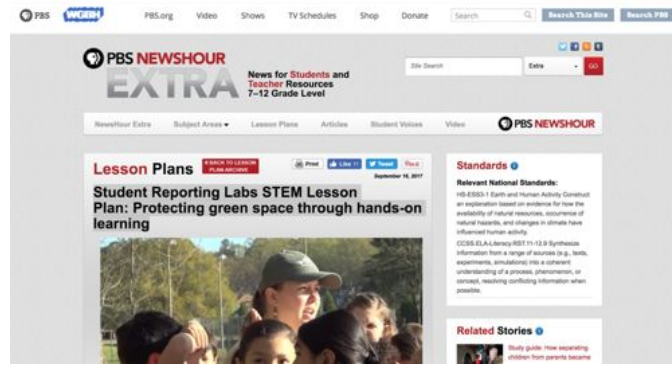 PBS WGBH PBS.org Video Shows TV Schedules Shop Donate Search Search This Site Search PBS
PBS NEWSHOUR
EXTRA
News for Students and
Teacher Resources
7–12 Grade Level
Site Search Extra GO
NewsHour Extra Subject Areas Lesson Plans Articles Student Voices Video PBS NEWSHOUR
Lesson Plans
BACK TO LESSON
PLAN ARCHIVE
Print Like 11 Tweet Pin it
September 16, 2017
Student Reporting Labs STEM Lesson
Plan: Protecting green space through hands-on
learning
Standards
Relevant National Standards:
HS-ESS3-1 Earth and Human Activity Construct
an explanation based on evidence for how the
availability of natural resources, occurrence of
natural hazards, and changes in climate have
influenced human activity.
CCSS.ELA-Literacy.RST.11-12.9 Synthesize
information from a range of sources (e.g., texts,
experiments, simulations) into a coherent
understanding of a process, phenomenon, or
concept, resolving conflicting information when
possible.
Related Stories
Study guide: How separating
children from parents became